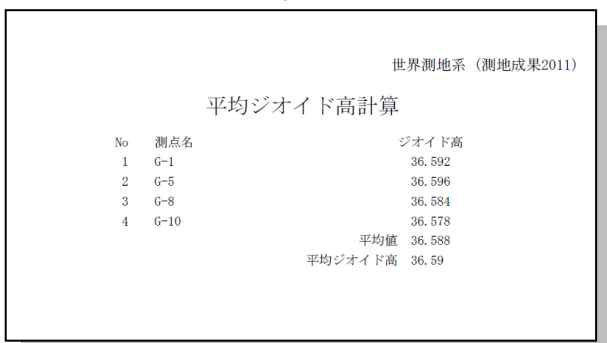 世界測地系（測地成果2011）
平均ジオイド高計算
No 測点名 ジオイド高
1 G-1 36.592
2 G-5 36.596
3 G-8 36.584
4 G-10 36.578
平均値 36.588
平均ジオイド高 36.59